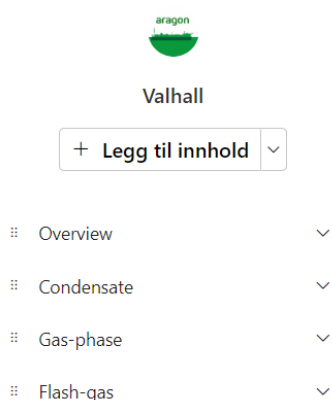 aragon
Valhall
+ Legg til innhold
Overview
Condensate
Gas-phase
Flash-gas